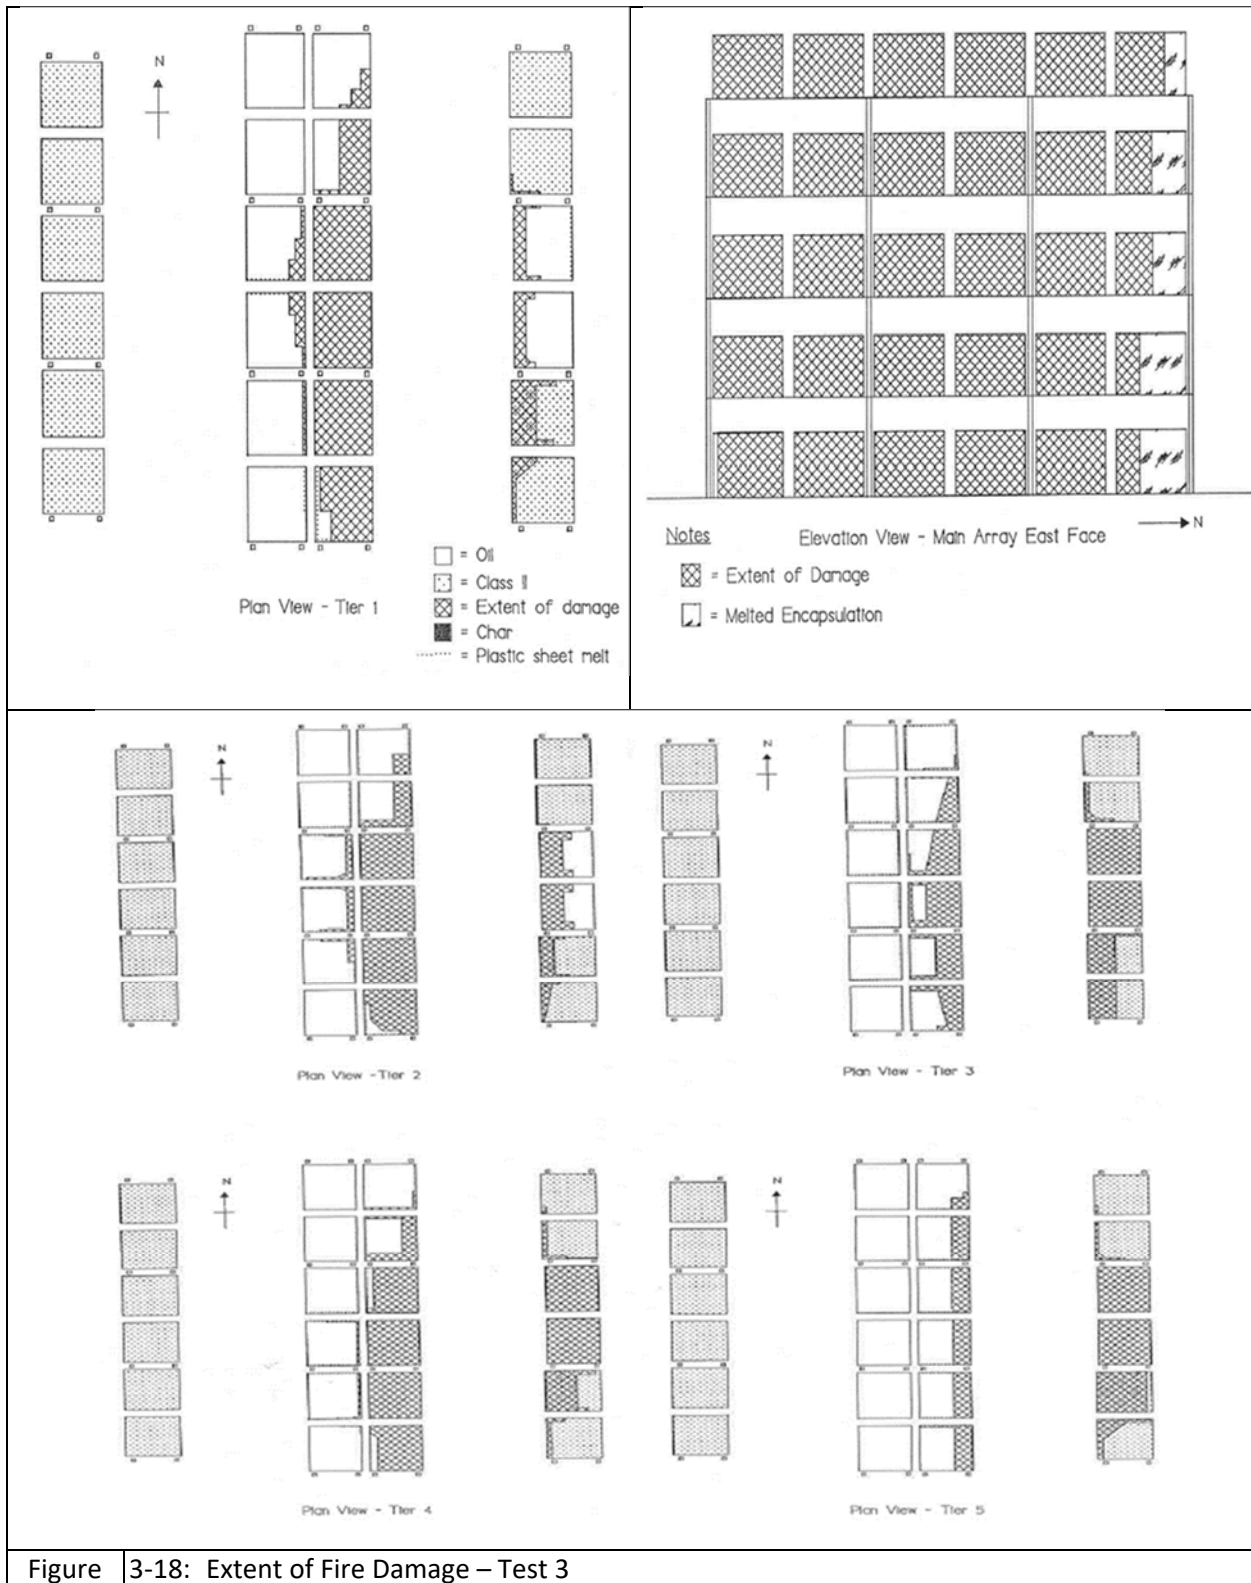 N
□ = Oil
= Class II
= Extent of damage
= Char
= Plastic sheet melt
Plan View - Tier 1
N
Elevation View - Main Array East Face
Notes
= Extent of Damage
= Melted Encapsulation
N
Plan View - Tier 2
N
Plan View - Tier 3
N
Plan View - Tier 4
N
Plan View - Tier 5
Figure 3-18: Extent of Fire Damage – Test 3